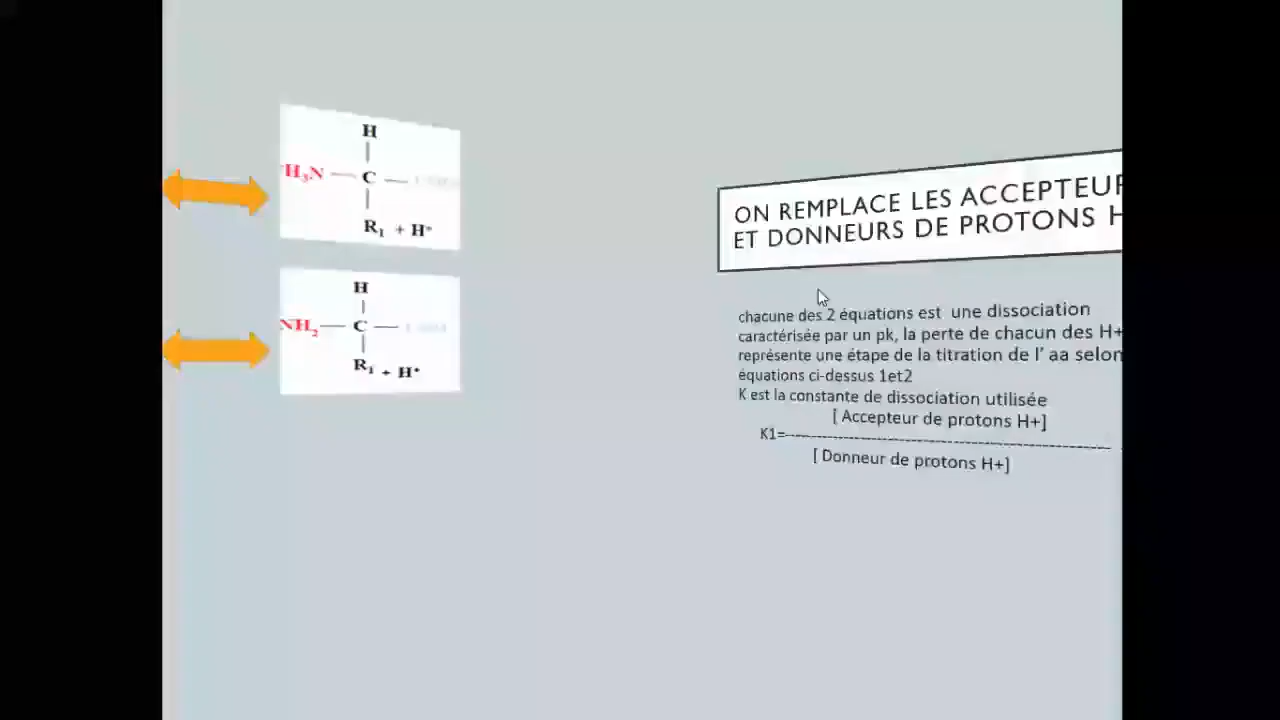 H
H₃N — C —
R₁ + H⁺
H
NH₂ — C —
R₁ + H⁺
ON REMPLACE LES ACCEPTEUR
ET DONNEURS DE PROTONS H
chacune des 2 équations est une dissociation
caractérisée par un pk, la perte de chacun des H+
représente une étape de la titration de l' aa selon
équations ci-dessus 1et2
K est la constante de dissociation utilisée
[ Accepteur de protons H+]
K1=--------------------------------------------
[ Donneur de protons H+]